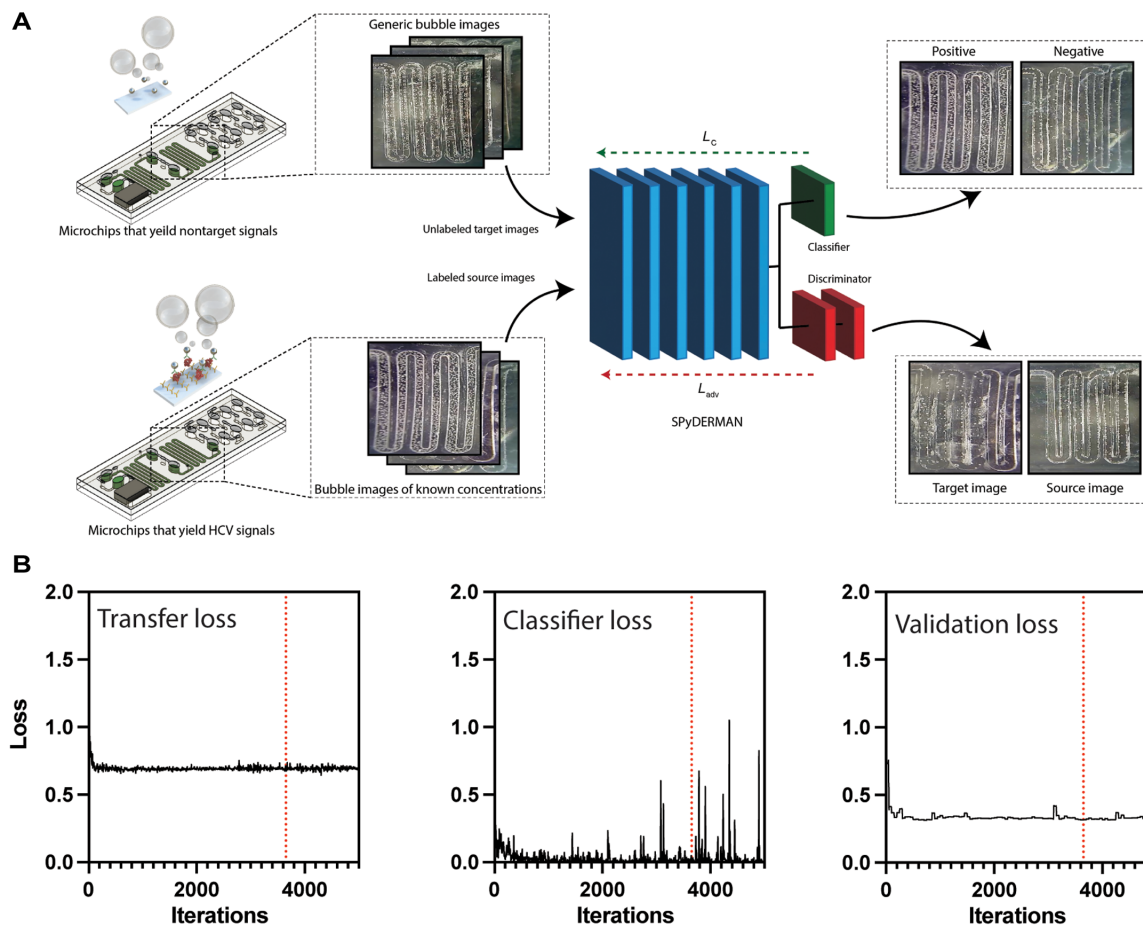 A
Generic bubble images
Microchips that yeild nontarget signals
Unlabeled target images
Labeled source images
Bubble images of known concentrations
Microchips that yield HCV signals
L_c
Classifier
Discriminator
L_adv
SPyDERMAN
Positive Negative
Target image Source image
B
Transfer loss
Loss
2.0
1.5
1.0
0.5
0.0
0 2000 4000
Iterations
Classifier loss
2.0
1.5
1.0
0.5
0.0
0 2000 4000
Iterations
Validation loss
2.0
1.5
1.0
0.5
0.0
0 2000 4000
Iterations